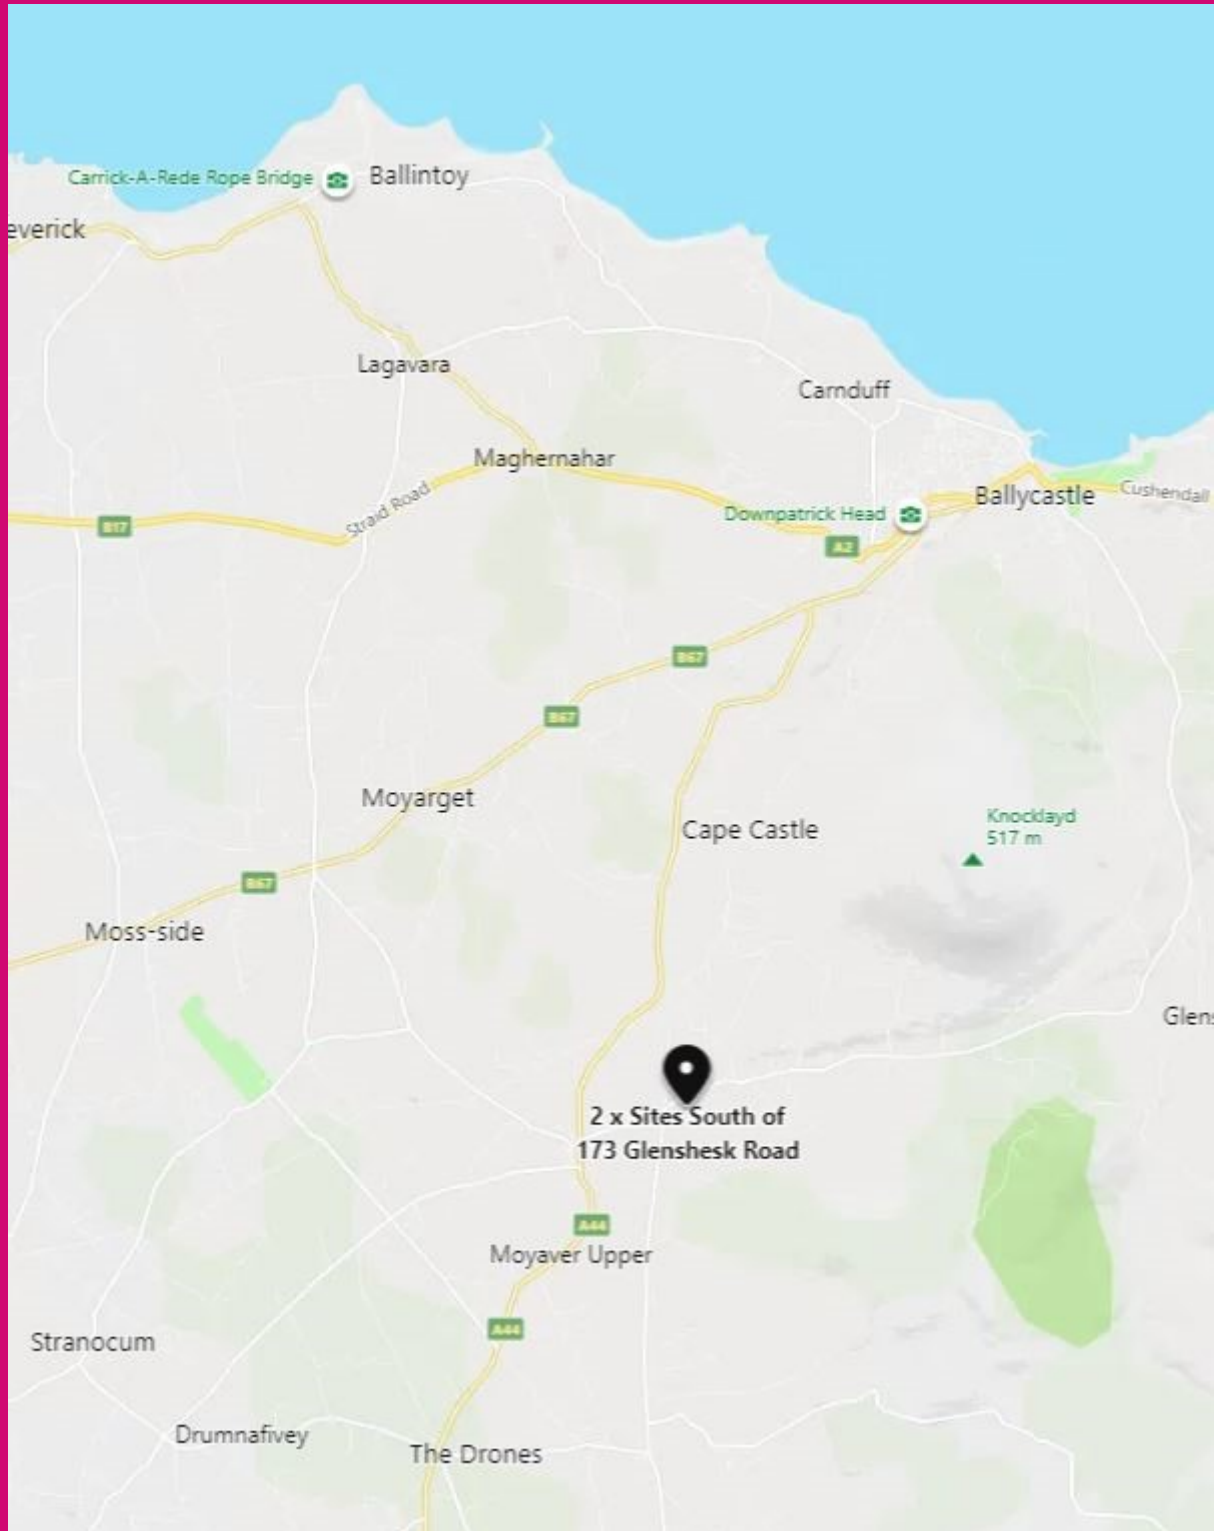 Carrick-A-Rede Rope Bridge
Ballintoy
everick
Lagavara
Carnduff
Maghernahar
Straid Road
Ballycastle
Cushendall
Downpatrick Head
B17
A2
B67
B67
Moyarget
Cape Castle
Knocklayd
517 m
B67
Moss-side
Glens
2 x Sites South of
173 Glenshesk Road
A44
Moyaver Upper
A44
Stranocum
Drumnafivey
The Drones